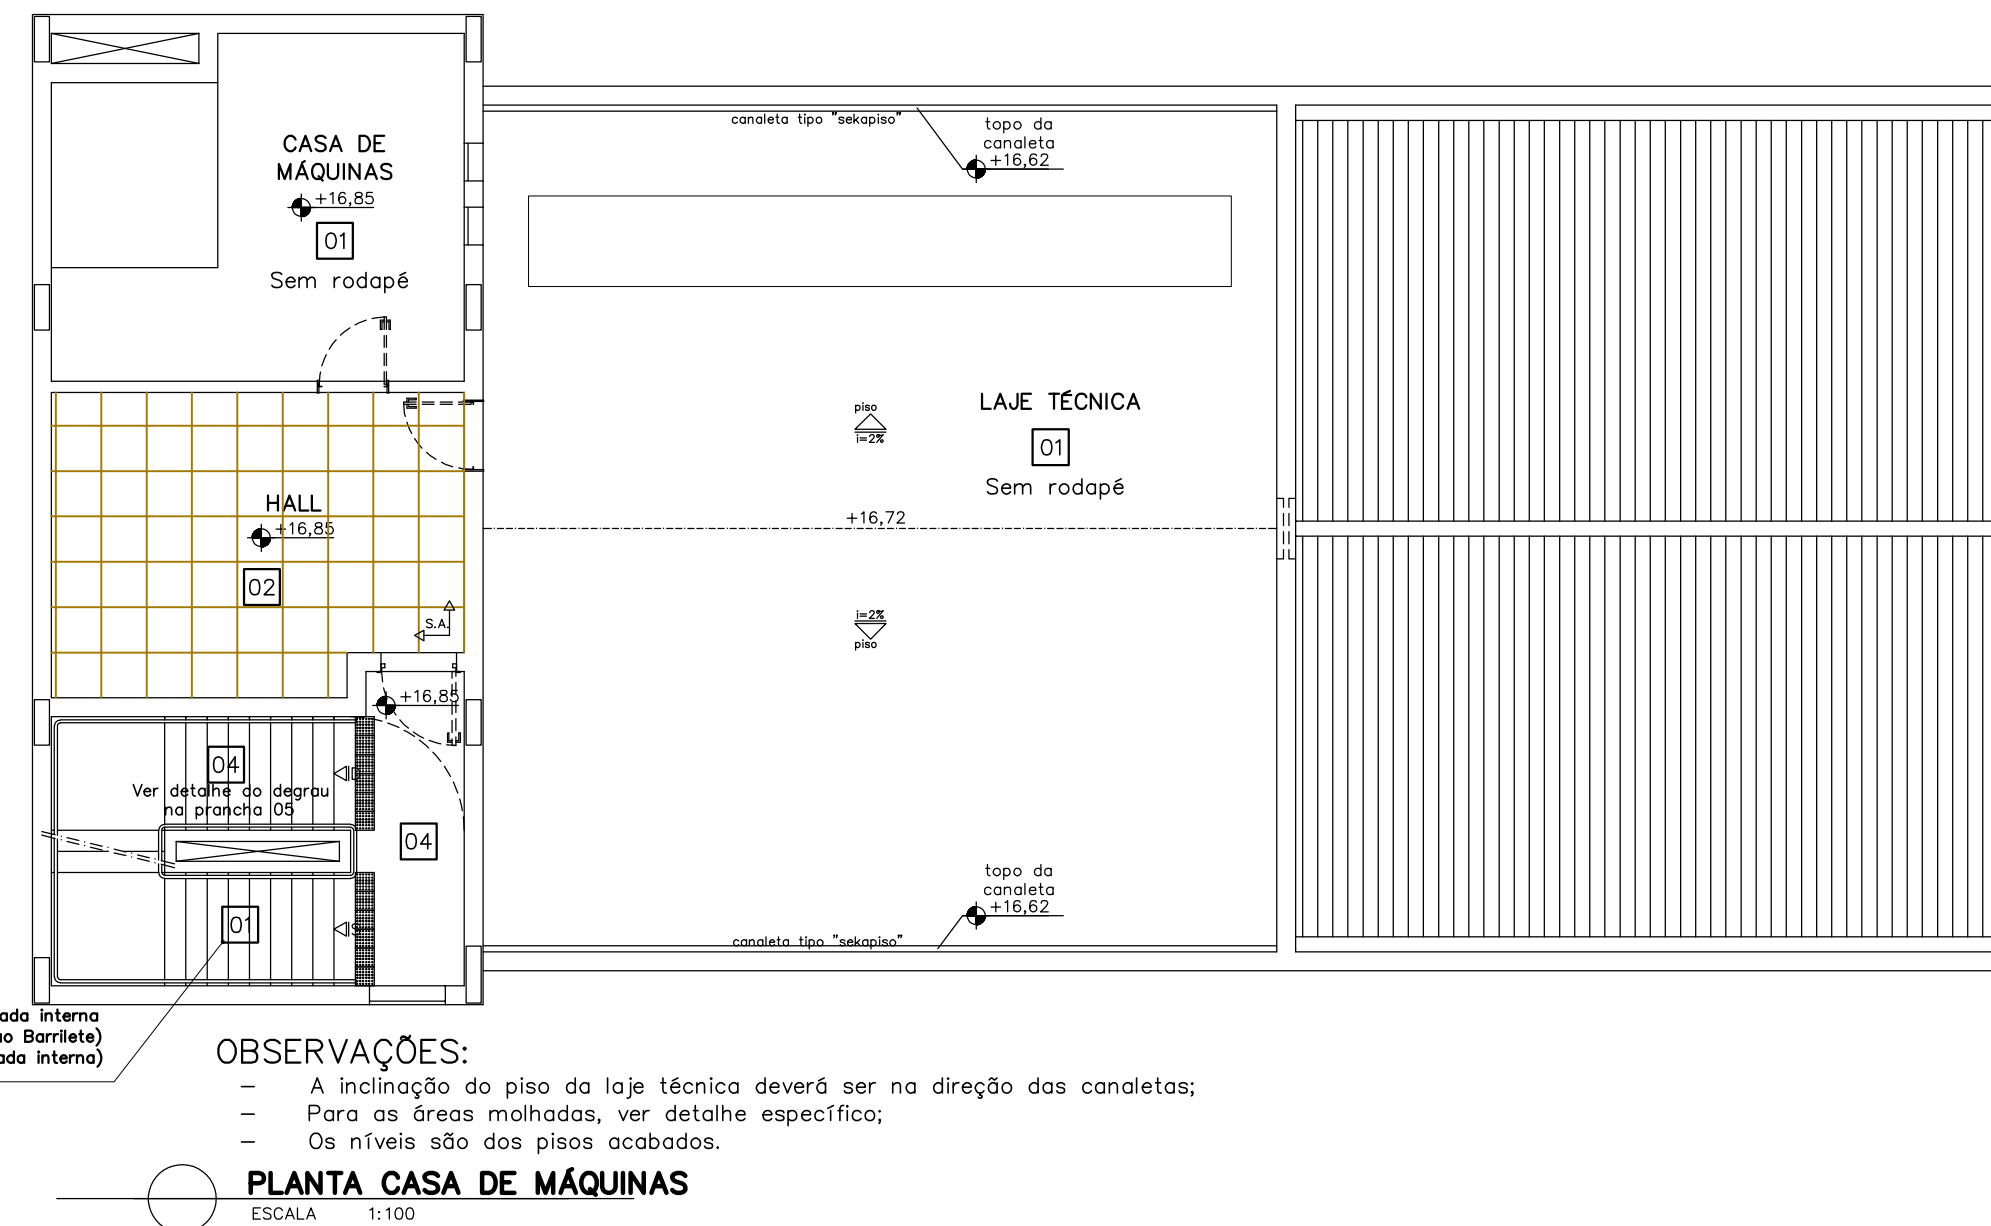 canaleta tipo "sekapiso"
topo da
canaleta
+16,62
CASA DE
MÁQUINAS
+16,85
01
Sem rodapé
piso
i=2%
LAJE TÉCNICA
01
Sem rodapé
HALL
+16,85
+16,72
02
i=2%
piso
S.A.
+16,85
04
Ver detalhe do degrau
na prancha 05
04
topo da
canaleta
+16,62
01
canaleta tipo "sekapiso"
ada interna
o Barrilete)
ada interna)
OBSERVAÇÕES:
- A inclinação do piso da laje técnica deverá ser na direção das canaletas;
- Para as áreas molhadas, ver detalhe específico;
- Os níveis são dos pisos acabados.
PLANTA CASA DE MÁQUINAS
ESCALA 1:100